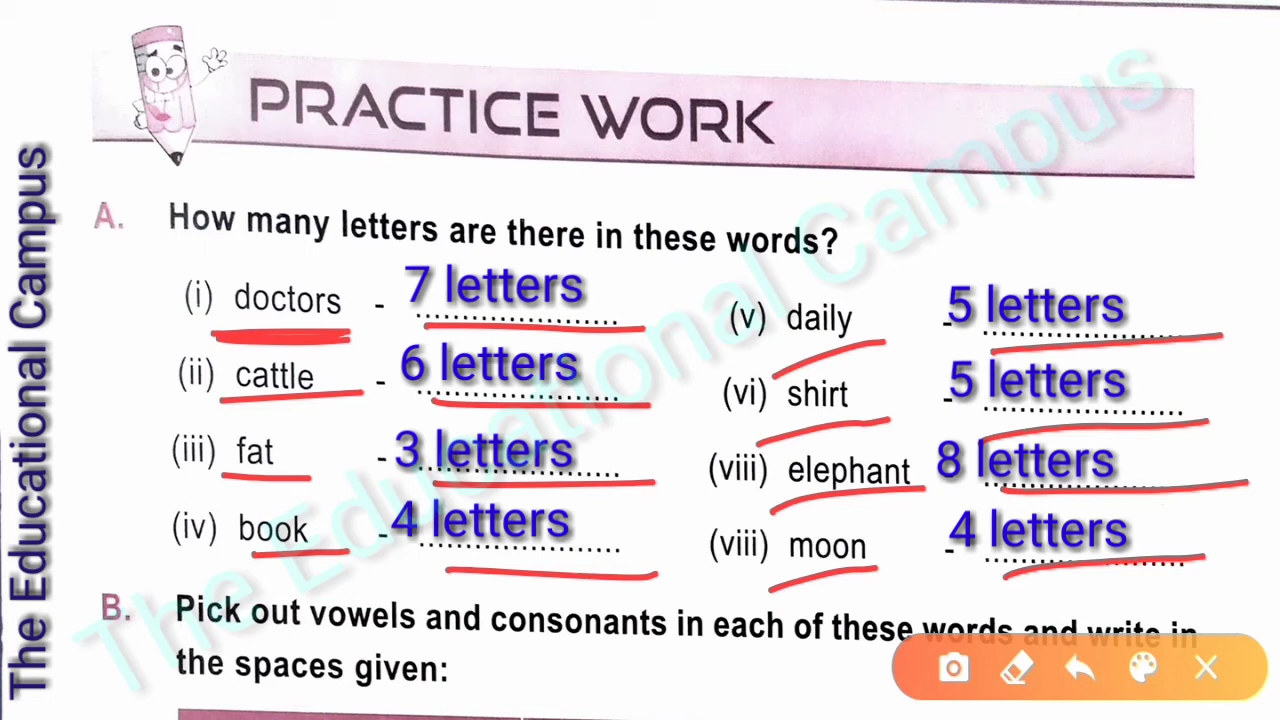 The Educational Campus
PRACTICE WORK
The Educational Campus
A. How many letters are there in these words?
(i) doctors - 7 letters
(ii) cattle - 6 letters
(iii) fat - 3 letters
(iv) book - 4 letters
(v) daily - 5 letters
(vi) shirt - 5 letters
(viii) elephant 8 letters
(viii) moon - 4 letters
B. Pick out vowels and consonants in each of these words and write in
the spaces given: